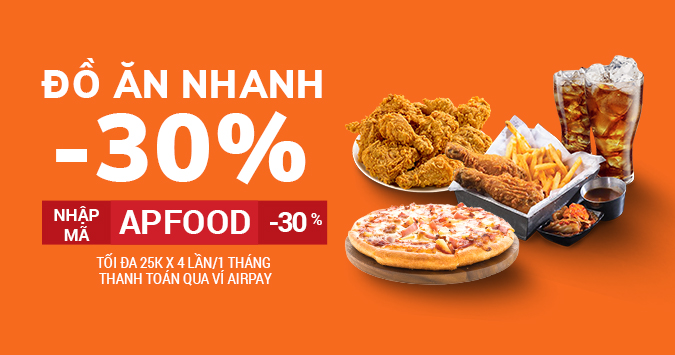 ĐỒ ĂN NHANH
-30%
NHẬP MÃ
APFOOD
-30%
TỐI ĐA 25K X 4 LẦN/1 THÁNG
THANH TOÁN QUA VÍ AIRPAY